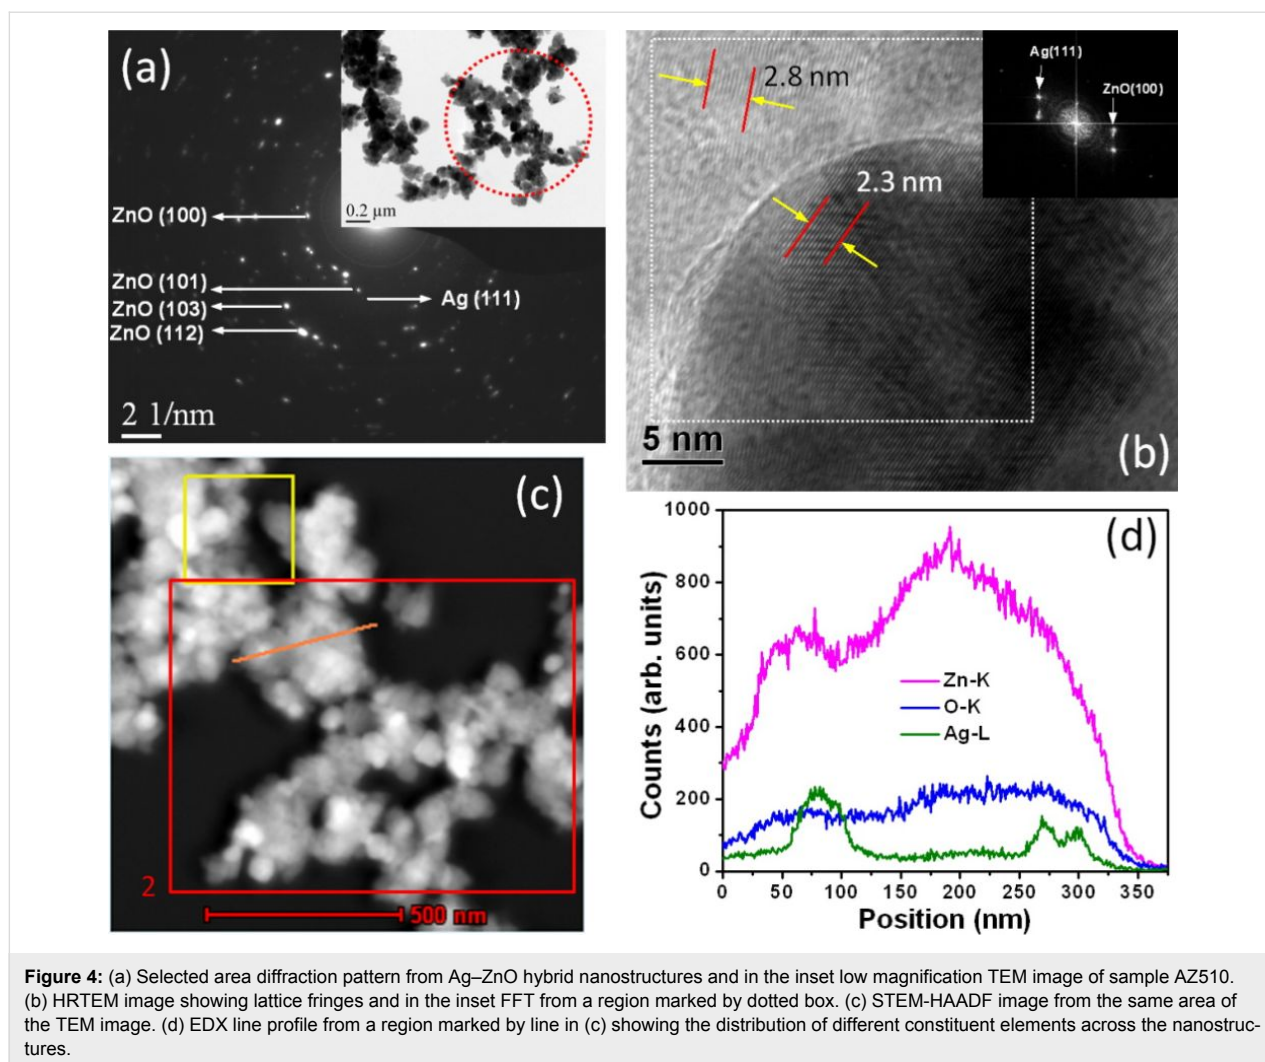 (a)
ZnO (100)
ZnO (101)
ZnO (103)
ZnO (112)
Ag (111)
0.2 µm
2 1/nm
2.8 nm
2.3 nm
Ag(111)
ZnO(100)
5 nm
(b)
(c)
2
500 nm
(d)
Counts (arb. units)
1000
800
600
400
200
0
Zn-K
O-K
Ag-L
0 50 100 150 200 250 300 350
Position (nm)
Figure 4: (a) Selected area diffraction pattern from Ag–ZnO hybrid nanostructures and in the inset low magnification TEM image of sample AZ510.
(b) HRTEM image showing lattice fringes and in the inset FFT from a region marked by dotted box. (c) STEM-HAADF image from the same area of
the TEM image. (d) EDX line profile from a region marked by line in (c) showing the distribution of different constituent elements across the nanostruc-
tures.